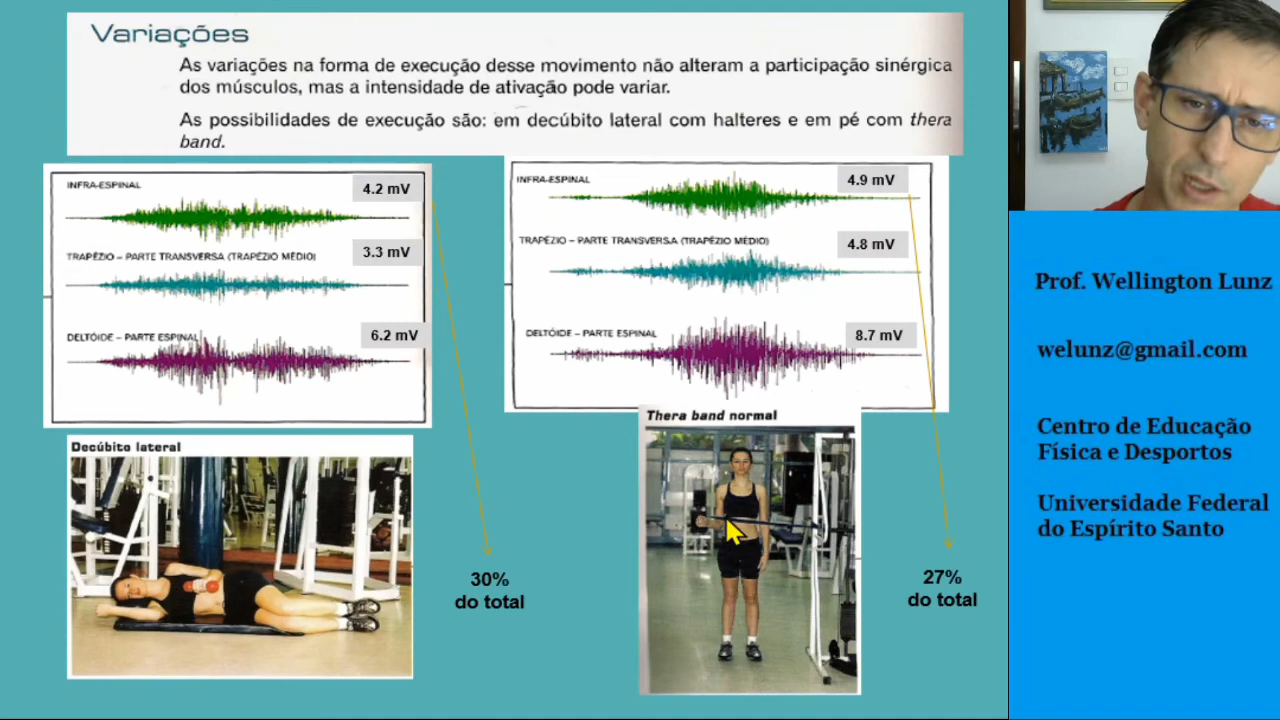 Variações
As variações na forma de execução desse movimento não alteram a participação sinérgica
dos músculos, mas a intensidade de ativação pode variar.
As possibilidades de execução são: em decúbito lateral com halteres e em pé com thera
band.
INFRA-ESPINAL
4.2 mV
TRAPÉZIO – PARTE TRANSVERSA (TRAPÉZIO MÉDIO)
3.3 mV
DELTÓIDE – PARTE ESPINAL
6.2 mV
Decúbito lateral
30%
do total
INFRA-ESPINAL
4.9 mV
TRAPÉZIO – PARTE TRANSVERSA (TRAPÉZIO MÉDIO)
4.8 mV
DELTÓIDE – PARTE ESPINAL
8.7 mV
Thera band normal
27%
do total
Prof. Wellington Lunz
welunz@gmail.com
Centro de Educação
Física e Desportos
Universidade Federal
do Espírito Santo